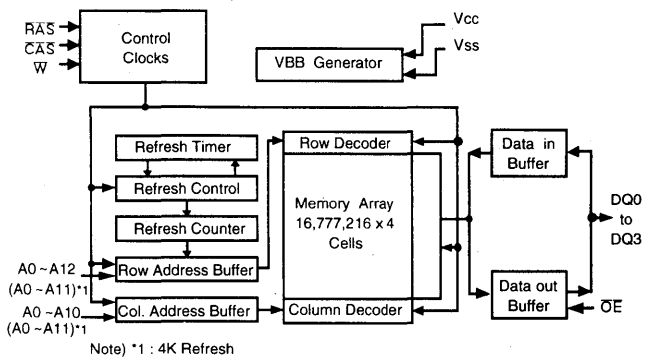 RAS
CAS
W
Control
Clocks
Vcc
Vss
VBB Generator
Refresh Timer
Refresh Control
Refresh Counter
Row Address Buffer
Col. Address Buffer
Row Decoder
Memory Array
16,777,216 x 4
Cells
Column Decoder
Data in
Buffer
DQ0
to
DQ3
Data out
Buffer
OE
A0 ~A12
(A0 ~A11)*1
A0 ~A10
(A0 ~A11)*1
Note) *1 : 4K Refresh